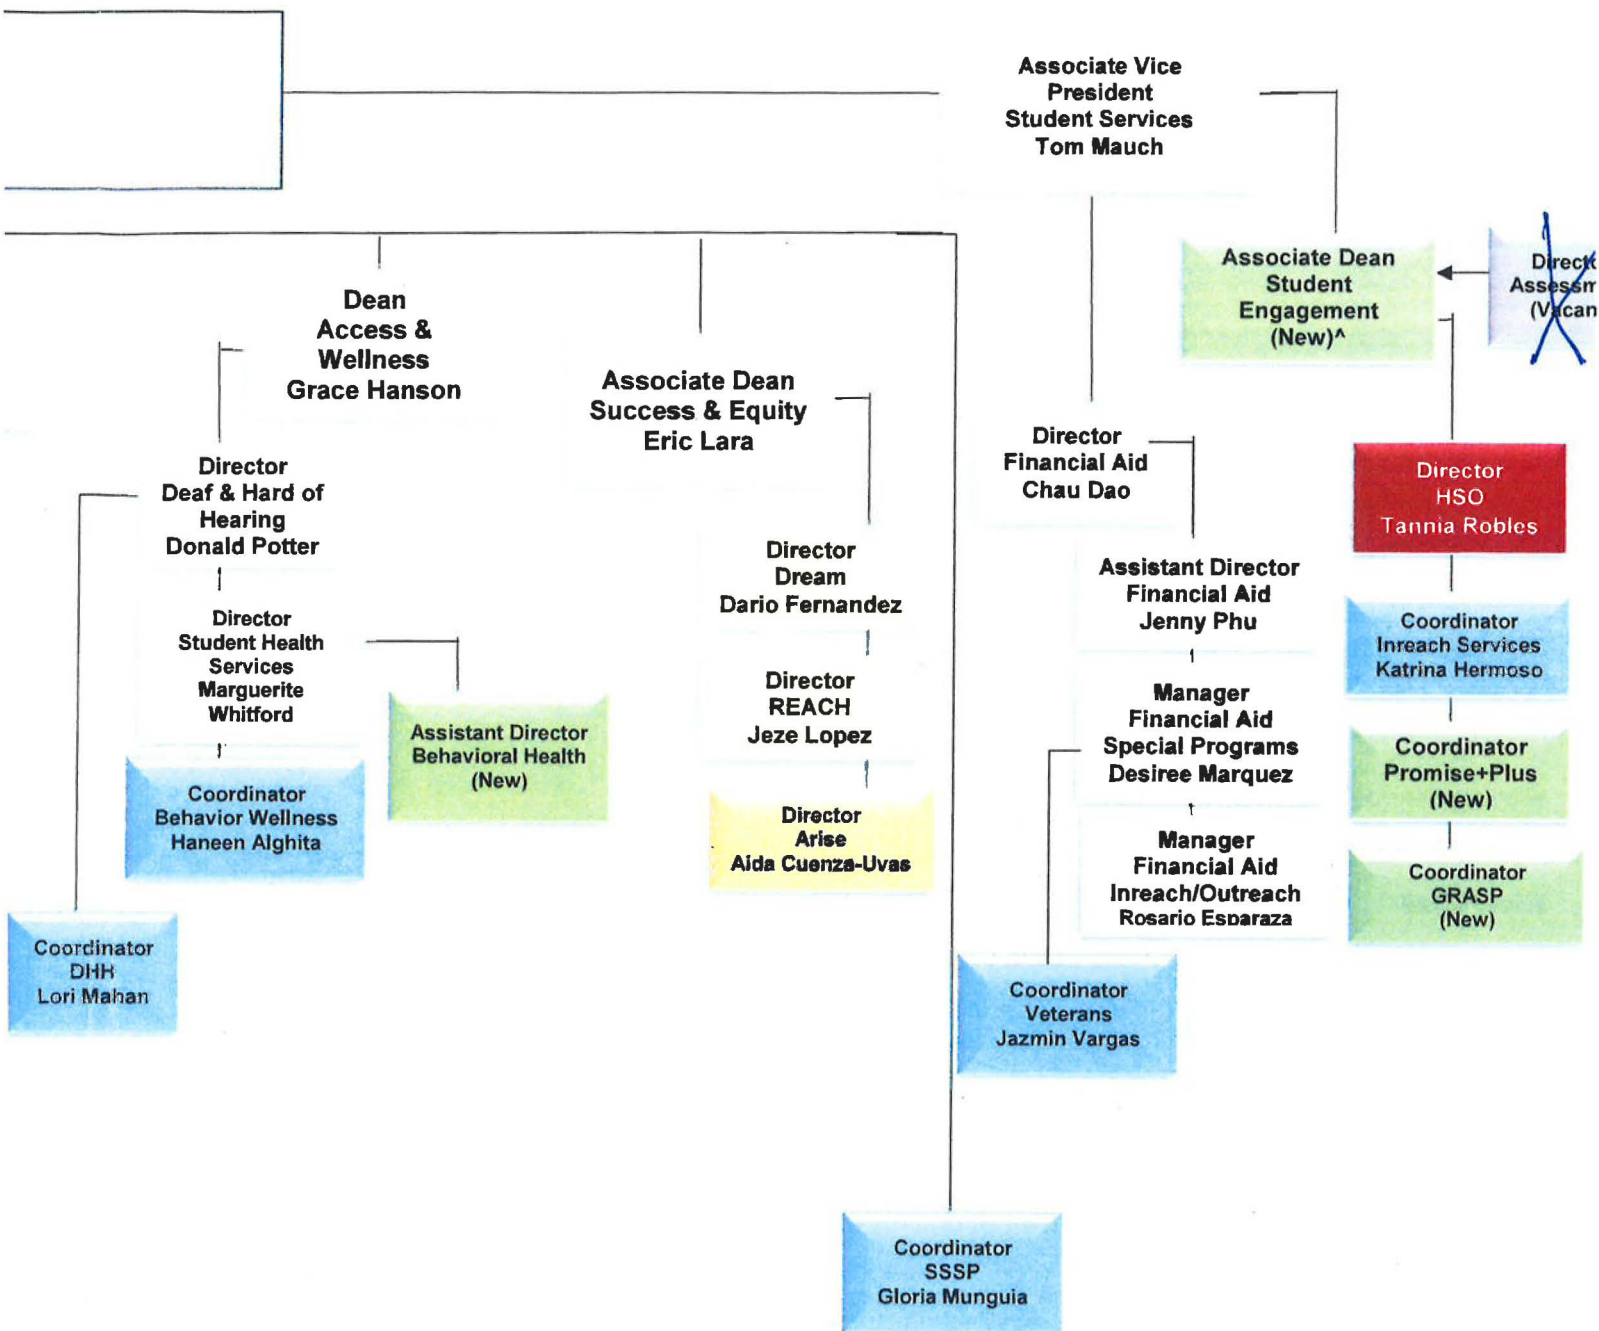 Associate Vice
President
Student Services
Tom Mauch
Associate Dean
Student
Engagement
(New)^
Dean
Access &
Wellness
Grace Hanson
Associate Dean
Success & Equity
Eric Lara
Director
Financial Aid
Chau Dao
Director
HSO
Tannia Robles
Director
Deaf & Hard of
Hearing
Donald Potter
Director
Dream
Dario Fernandez
Assistant Director
Financial Aid
Jenny Phu
Coordinator
Inreach Services
Katrina Hermoso
Director
Student Health
Services
Marguerite
Whitford
Assistant Director
Behavioral Health
(New)
Director
REACH
Jeze Lopez
Manager
Financial Aid
Special Programs
Desiree Marquez
Coordinator
Promise+Plus
(New)
Coordinator
Behavior Wellness
Haneen Alghita
Director
Arise
Aida Cuenza-Uvas
Manager
Financial Aid
Inreach/Outreach
Rosario Esparaza
Coordinator
GRASP
(New)
Coordinator
DHH
Lori Mahan
Coordinator
Veterans
Jazmin Vargas
Coordinator
SSSP
Gloria Munguia